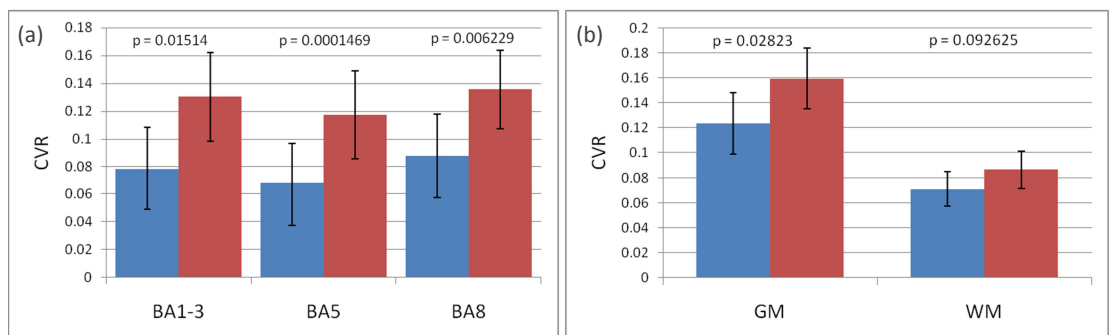 (a)
p = 0.01514 p = 0.0001469 p = 0.006229
CVR
0.18
0.16
0.14
0.12
0.1
0.08
0.06
0.04
0.02
0
BA1-3 BA5 BA8
(b)
p = 0.02823 p = 0.092625
CVR
0.2
0.18
0.16
0.14
0.12
0.1
0.08
0.06
0.04
0.02
0
GM WM